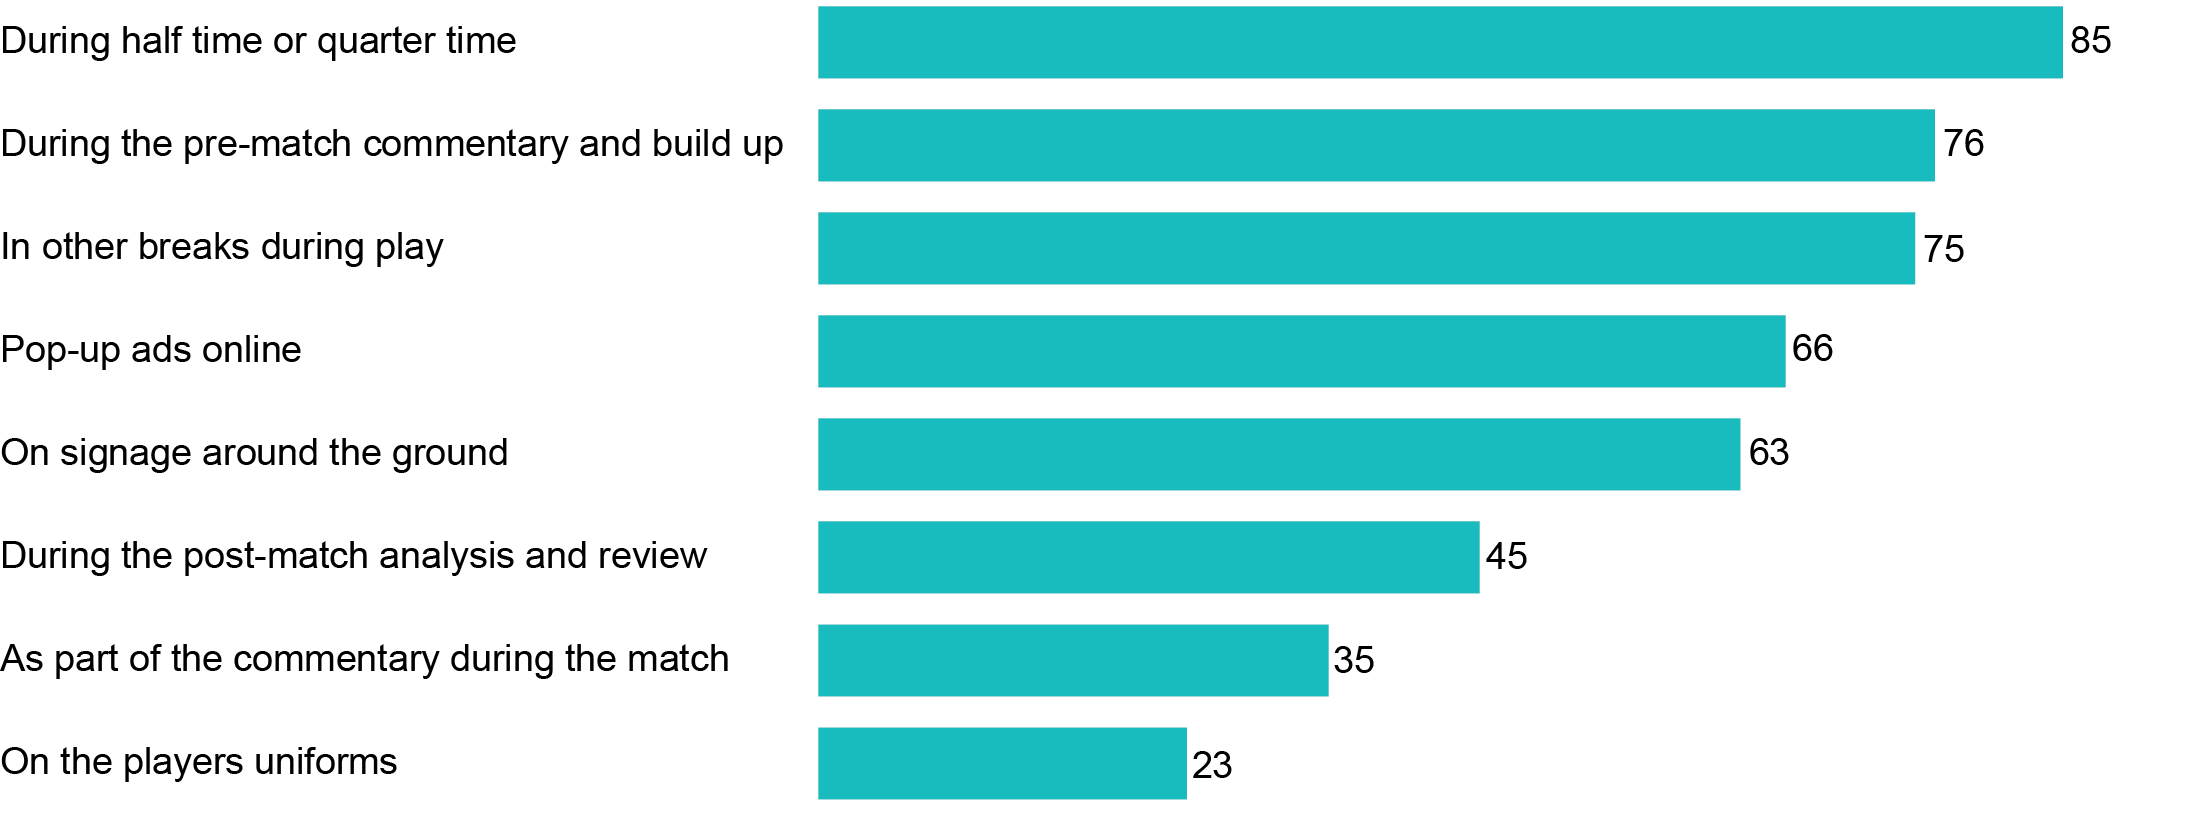 During half time or quarter time 85
During the pre-match commentary and build up 76
In other breaks during play 75
Pop-up ads online 66
On signage around the ground 63
During the post-match analysis and review 45
As part of the commentary during the match 35
On the players uniforms 23